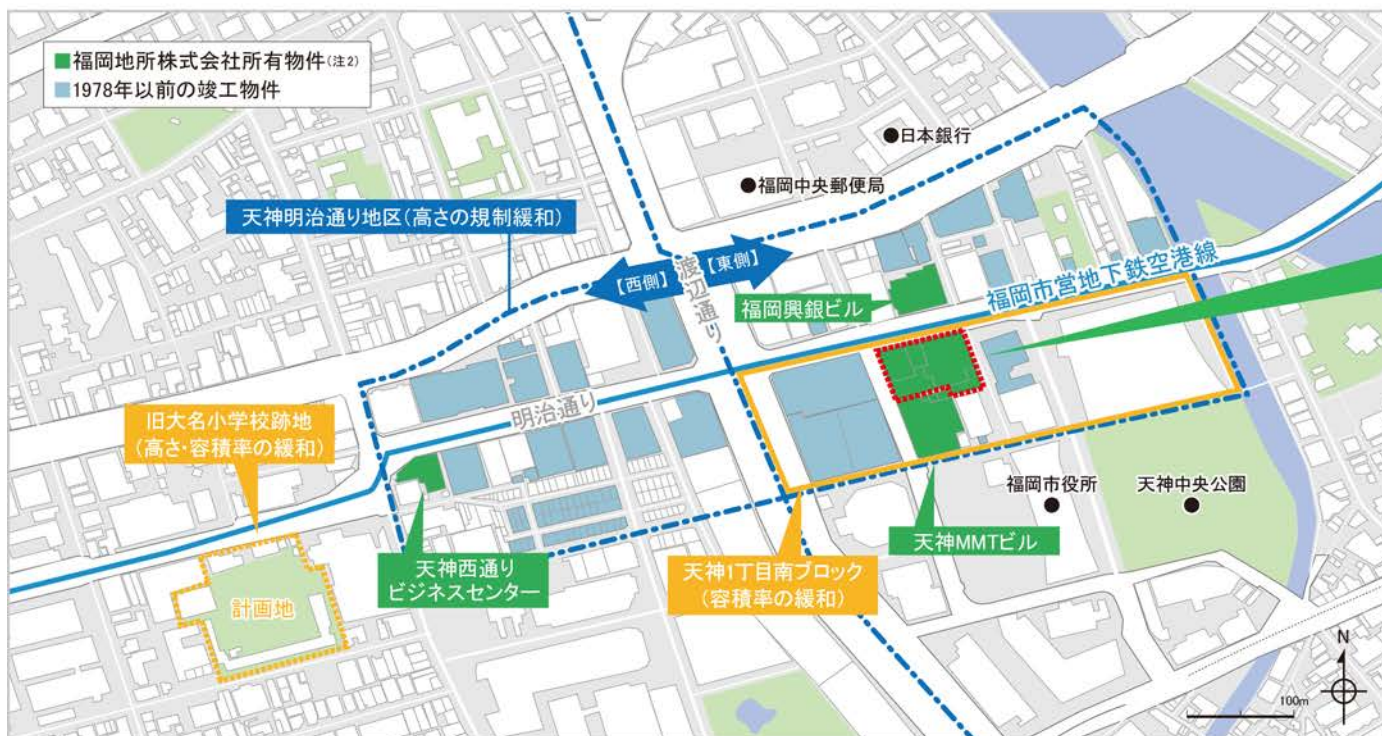 ■福岡地所株式会社所有物件(注2)
■1978年以前の竣工物件
●日本銀行
●福岡中央郵便局
天神明治通り地区(高さの規制緩和)
【西側】
【東側】
渡辺通り
福岡市営地下鉄空港線
福岡興銀ビル
明治通り
旧大名小学校跡地
(高さ・容積率の緩和)
福岡市役所
天神中央公園
天神MMTビル
天神西通り
ビジネスセンター
天神1丁目南ブロック
(容積率の緩和)
計画地
N
100m